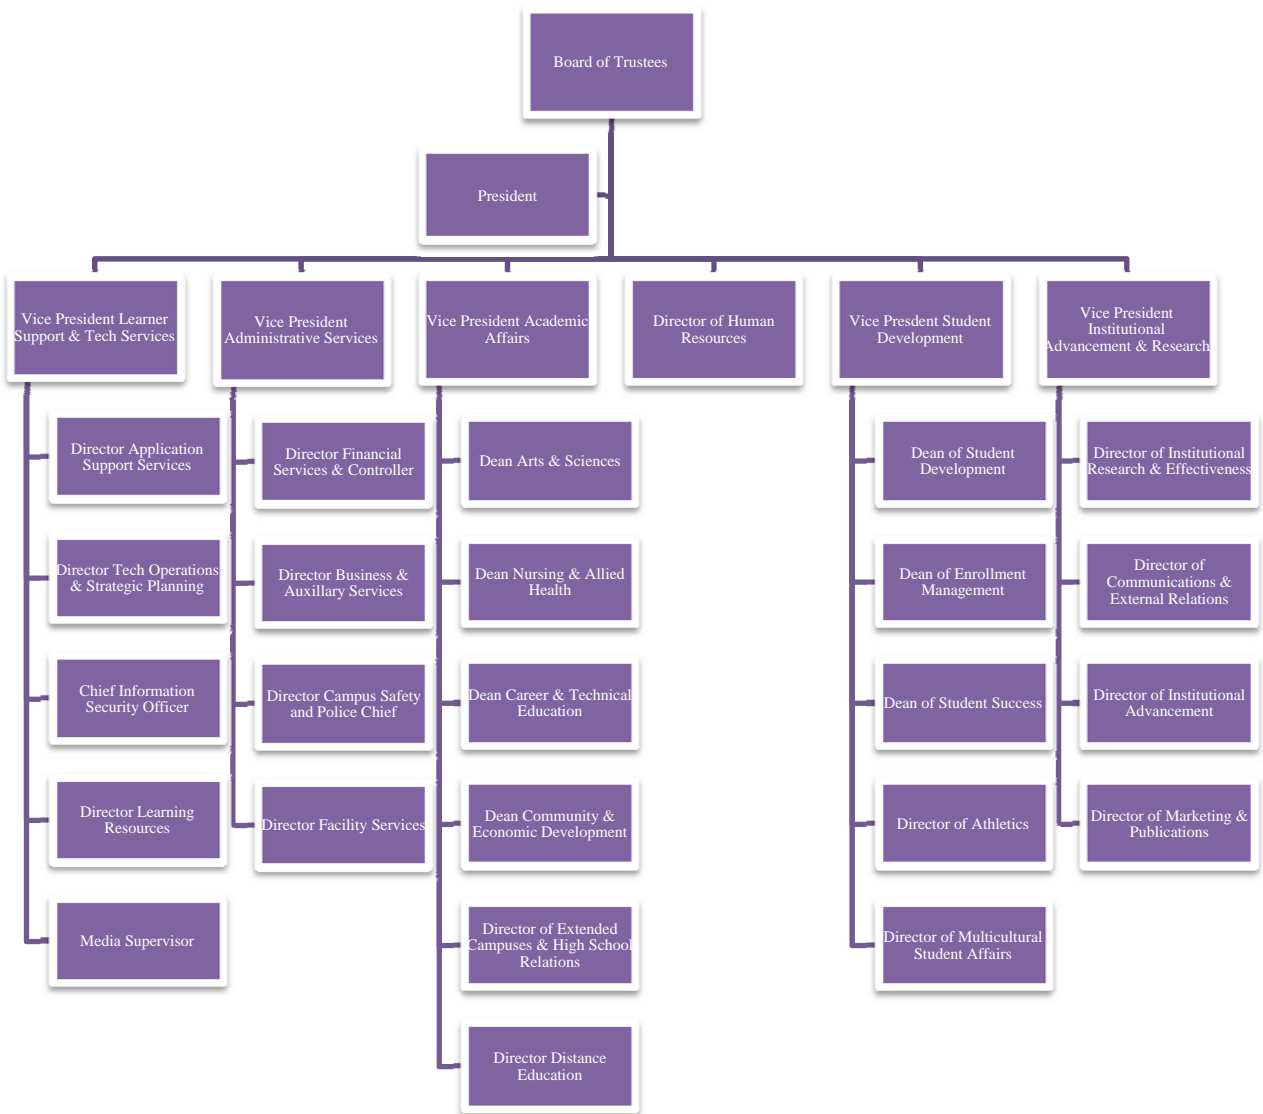 Board of Trustees
President
Vice President Learner
Support & Tech Services
Vice President
Administrative Services
Vice President Academic
Affairs
Director of Human
Resources
Vice Presdent Student
Development
Vice President
Institutional
Advancement & Research
Director Application
Support Services
Director Tech Operations
& Strategic Planning
Chief Information
Security Officer
Director Learning
Resources
Media Supervisor
Director Financial
Services & Controller
Director Business &
Auxillary Services
Director Campus Safety
and Police Chief
Director Facility Services
Dean Arts & Sciences
Dean Nursing & Allied
Health
Dean Career & Technical
Education
Dean Community &
Economic Development
Director of Extended
Campuses & High School
Relations
Director Distance
Education
Dean of Student
Development
Dean of Enrollment
Management
Dean of Student Success
Director of Athletics
Director of Multicultural
Student Affairs
Director of Institutional
Research & Effectiveness
Director of
Communications &
External Relations
Director of Institutional
Advancement
Director of Marketing &
Publications